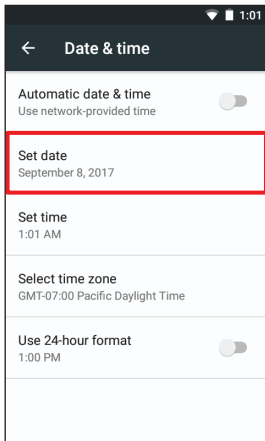 1:01
Date & time
Automatic date & time
Use network-provided time
Set date
September 8, 2017
Set time
1:01 AM
Select time zone
GMT-07:00 Pacific Daylight Time
Use 24-hour format
1:00 PM